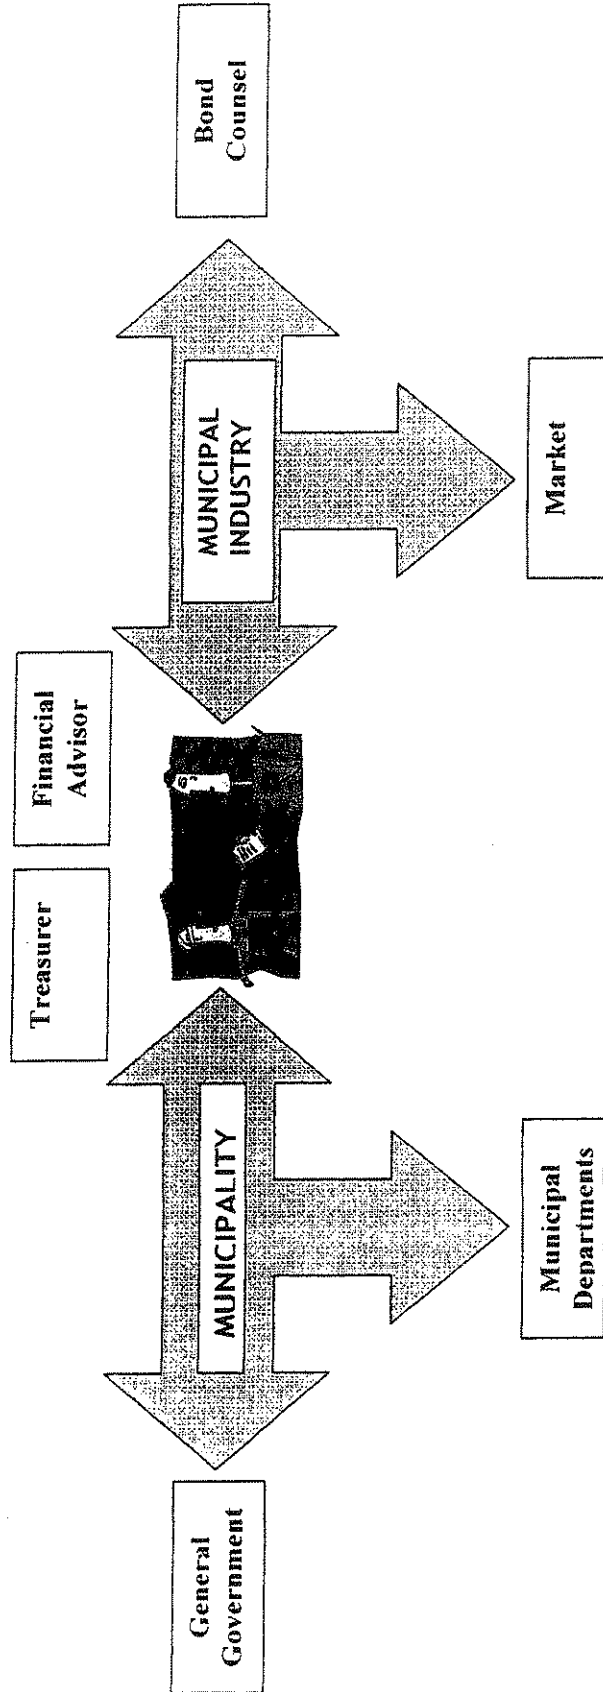 Treasurer
Financial
Advisor
General
Government
MUNICIPALITY
MUNICIPAL
INDUSTRY
Bond
Counsel
Municipal
Departments
Market